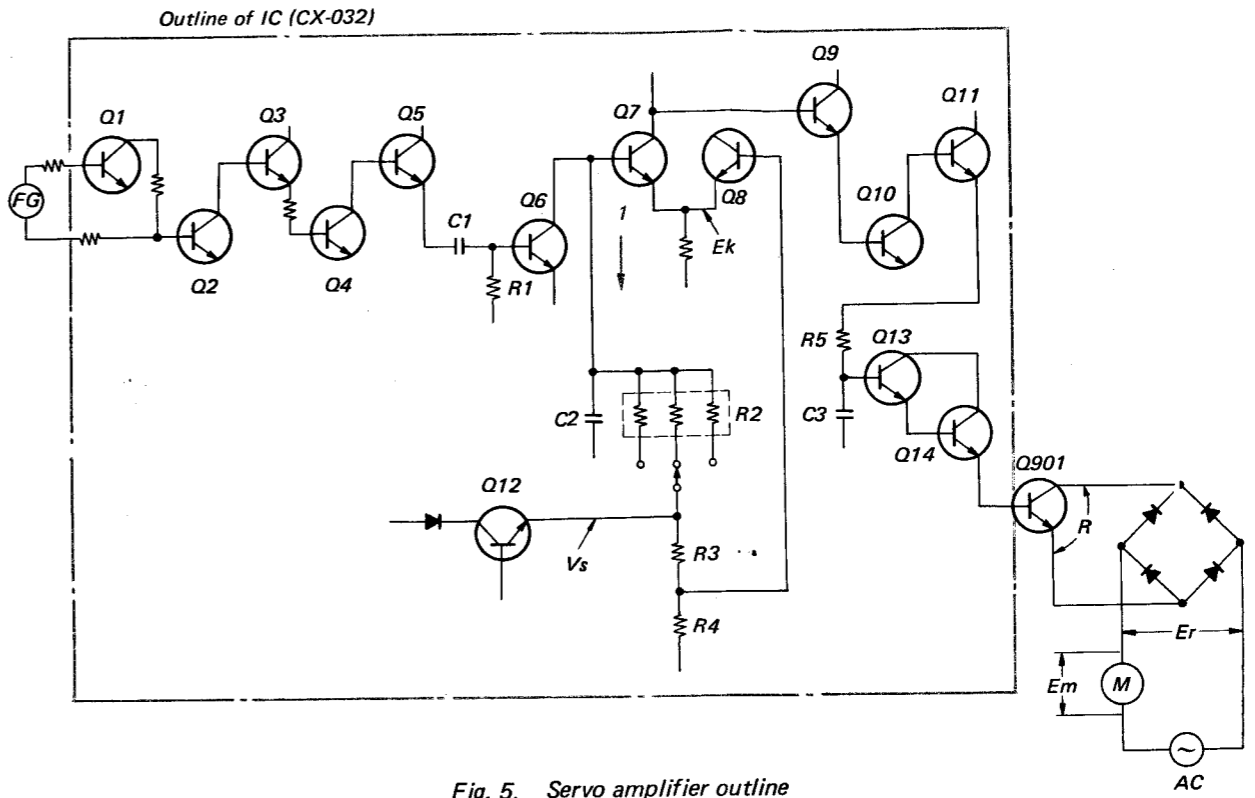 Outline of IC (CX-032)
Q1
Q3
Q5
Q7
Q9
Q11
FG
Q2
Q4
C1
R1
Q6
1
Q8
Ek
Q10
R5
Q13
C2
R2
C3
Q14
Q901
Q12
Vs
R3
R4
R
Er
Em
M
AC
Fig. 5. Servo amplifier outline